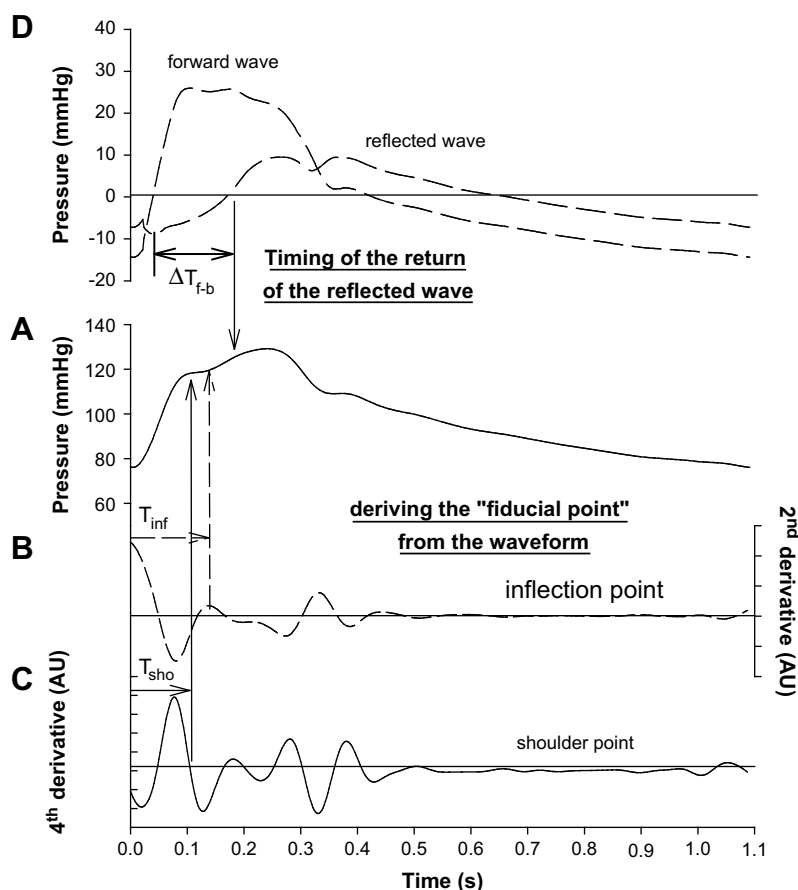 D
40
30
20
10
0
-10
-20
Pressure (mmHg)
forward wave
reflected wave
ΔTf-b
Timing of the return
of the reflected wave
A
140
120
100
80
60
Pressure (mmHg)
Tinf
deriving the "fiducial point"
from the waveform
B
inflection point
2nd derivative (AU)
Tsho
C
4th derivative (AU)
shoulder point
0.0 0.1 0.2 0.3 0.4 0.5 0.6 0.7 0.8 0.9 1.0 1.1
Time (s)